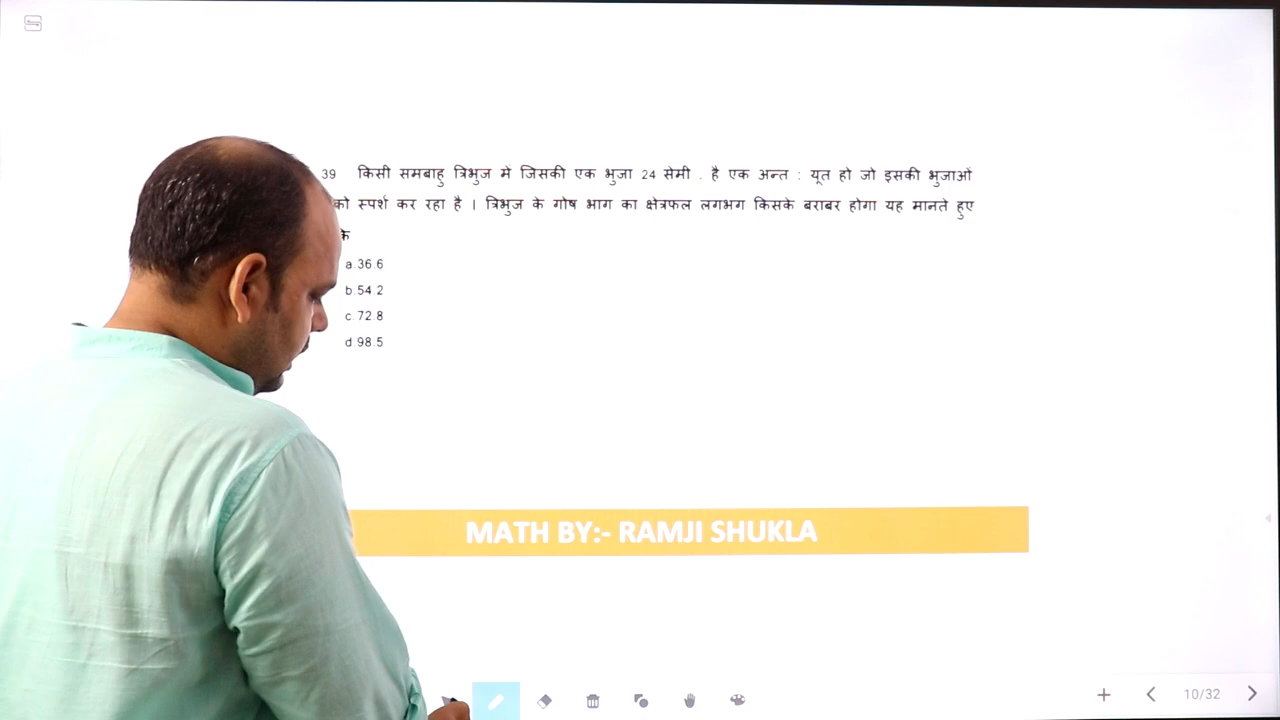 39 किसी समबाहु त्रिभुज में जिसकी एक भुजा 24 सेमी . है एक अन्त : यूत हो जो इसकी भुजाओं
को स्पर्श कर रहा है । त्रिभुज के गोष भाग का क्षेत्रफल लगभग किसके बराबर होगा यह मानते हुए
a 36.6
b.54.2
c.72.8
d 98.5
MATH BY:- RAMJI SHUKLA
10/32